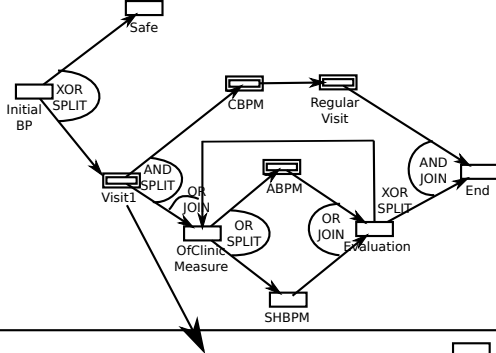 Safe
XOR
SPLIT
Initial
BP
CBPM
Regular
Visit
AND
SPLIT
Visit1
OR
JOIN
ABPM
AND
JOIN
End
XOR
SPLIT
OR
SPLIT
OR
JOIN
Evaluation
OfClinic
Measure
SHBPM